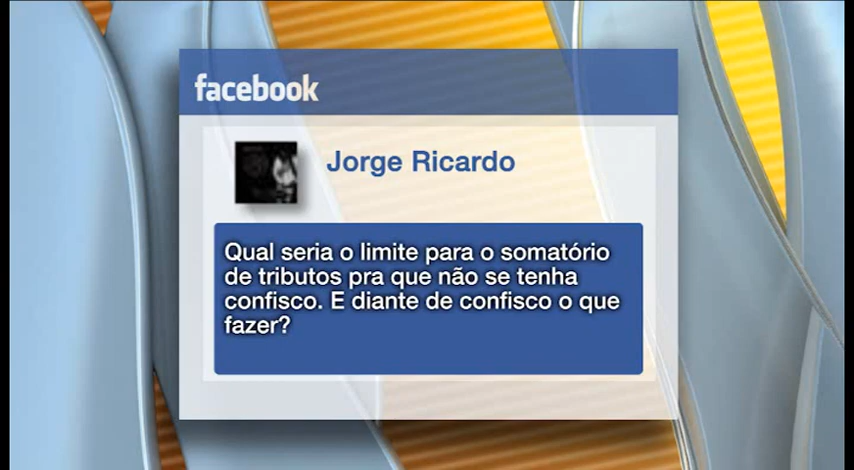 facebook
Jorge Ricardo
Qual seria o limite para o somatório
de tributos pra que não se tenha
confisco. E diante de confisco o que
fazer?